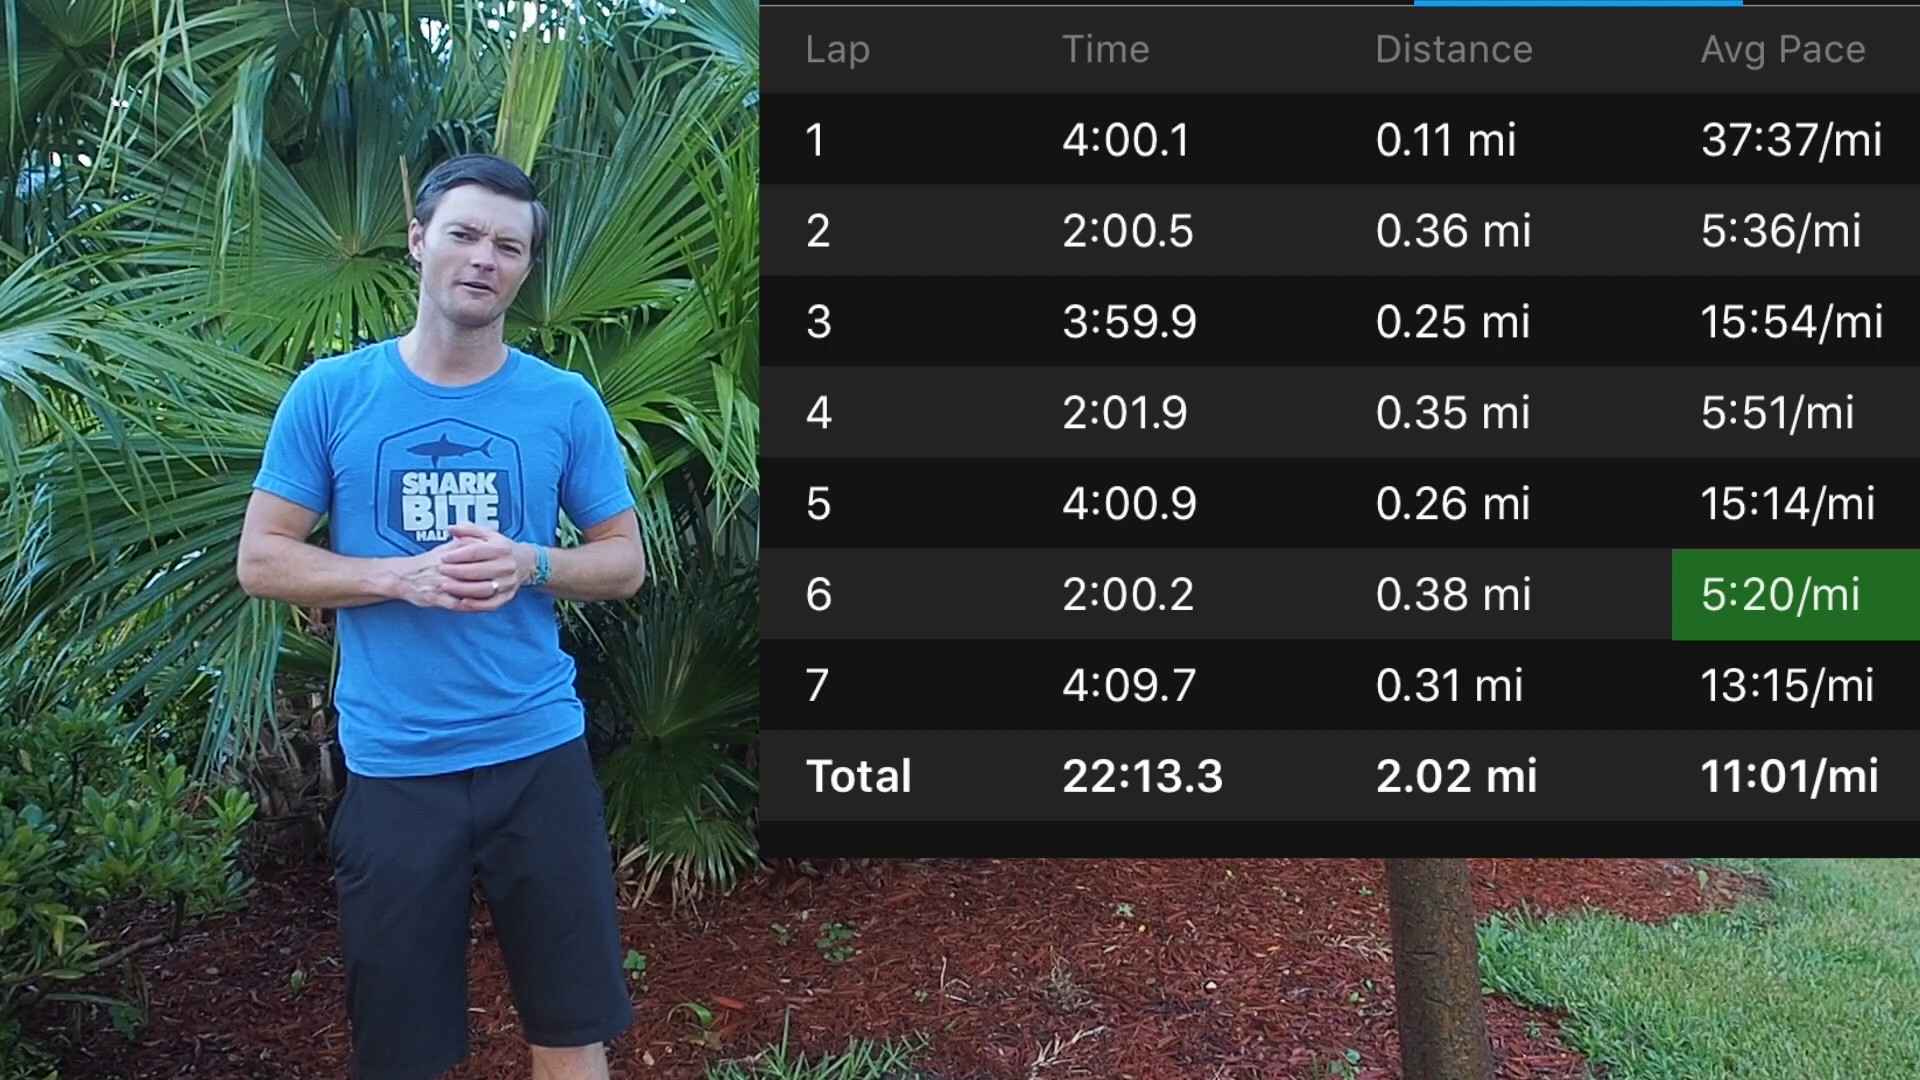 Lap Time Distance Avg Pace
1 4:00.1 0.11 mi 37:37/mi
2 2:00.5 0.36 mi 5:36/mi
3 3:59.9 0.25 mi 15:54/mi
4 2:01.9 0.35 mi 5:51/mi
5 4:00.9 0.26 mi 15:14/mi
6 2:00.2 0.38 mi 5:20/mi
7 4:09.7 0.31 mi 13:15/mi
Total 22:13.3 2.02 mi 11:01/mi
SHARK
BITE
HALF